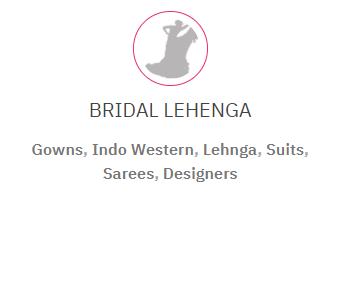 BRIDAL LEHENGA
Gowns, Indo Western, Lehnga, Suits,
Sarees, Designers